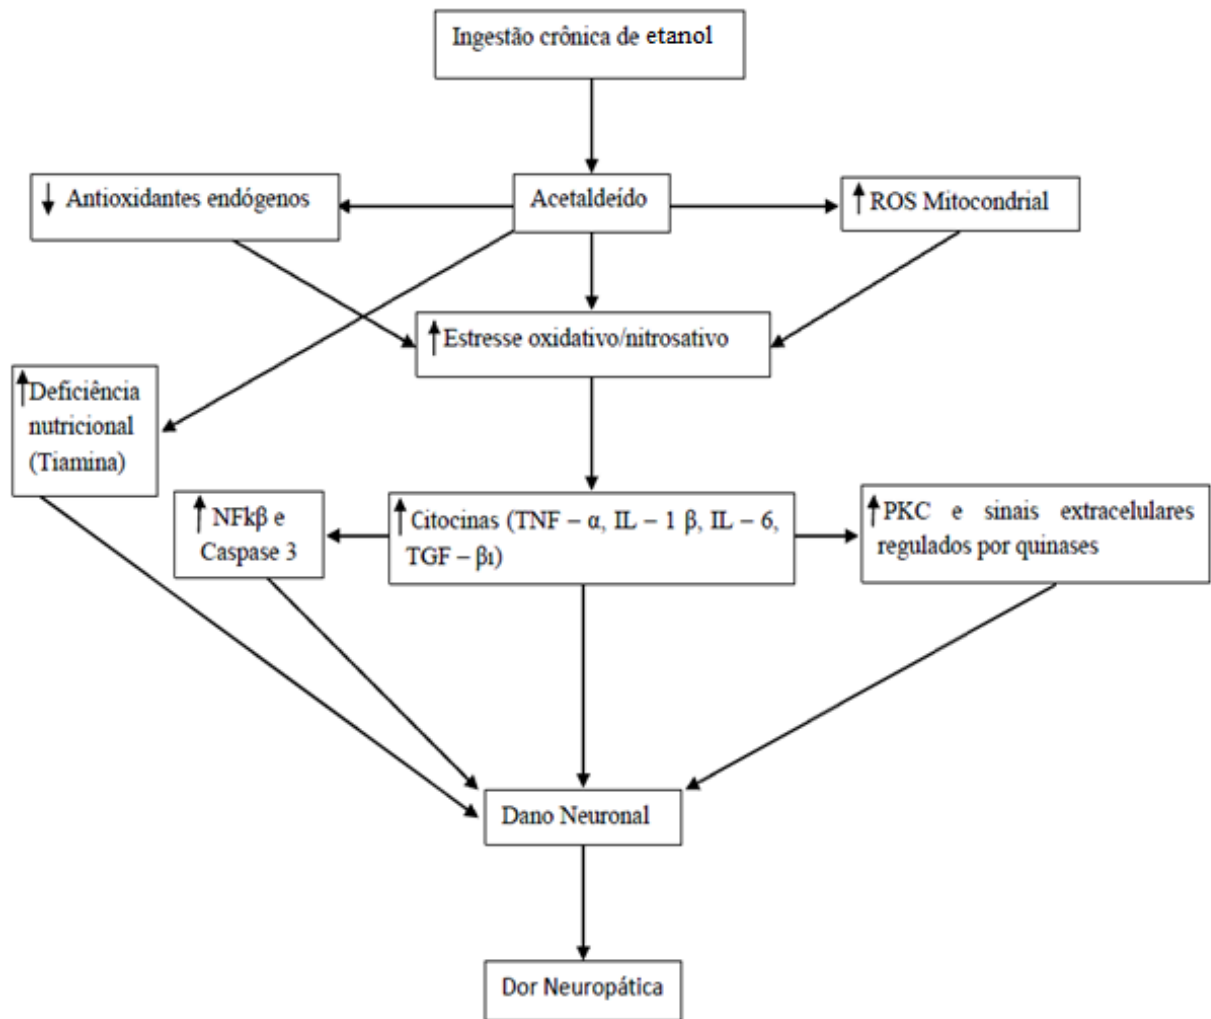 Ingestão crônica de etanol
↓ Antioxidantes endógenos
Acetaldeído
↑ ROS Mitocondrial
↑ Estresse oxidativo/nitrosativo
↑ Deficiência
nutricional
(Tiamina)
↑ NFkβ e
Caspase 3
↑ Citocinas (TNF – α, IL – 1 β, IL – 6,
TGF – β1)
↑ PKC e sinais extracelulares
regulados por quinases
Dano Neuronal
Dor Neuropática